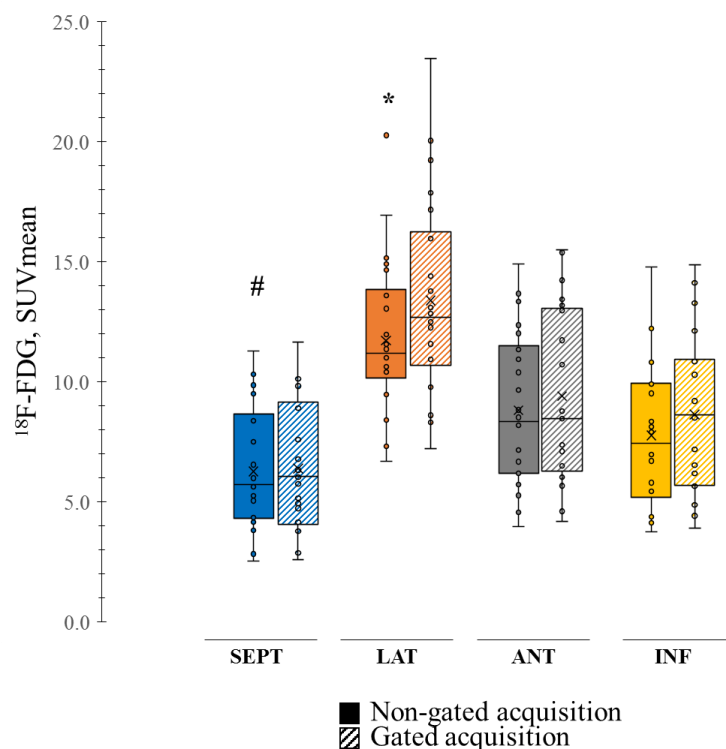 25.0
20.0
15.0
10.0
5.0
0.0
¹⁸F-FDG, SUVmean
#
*
SEPT LAT ANT INF
Non-gated acquisition
Gated acquisition